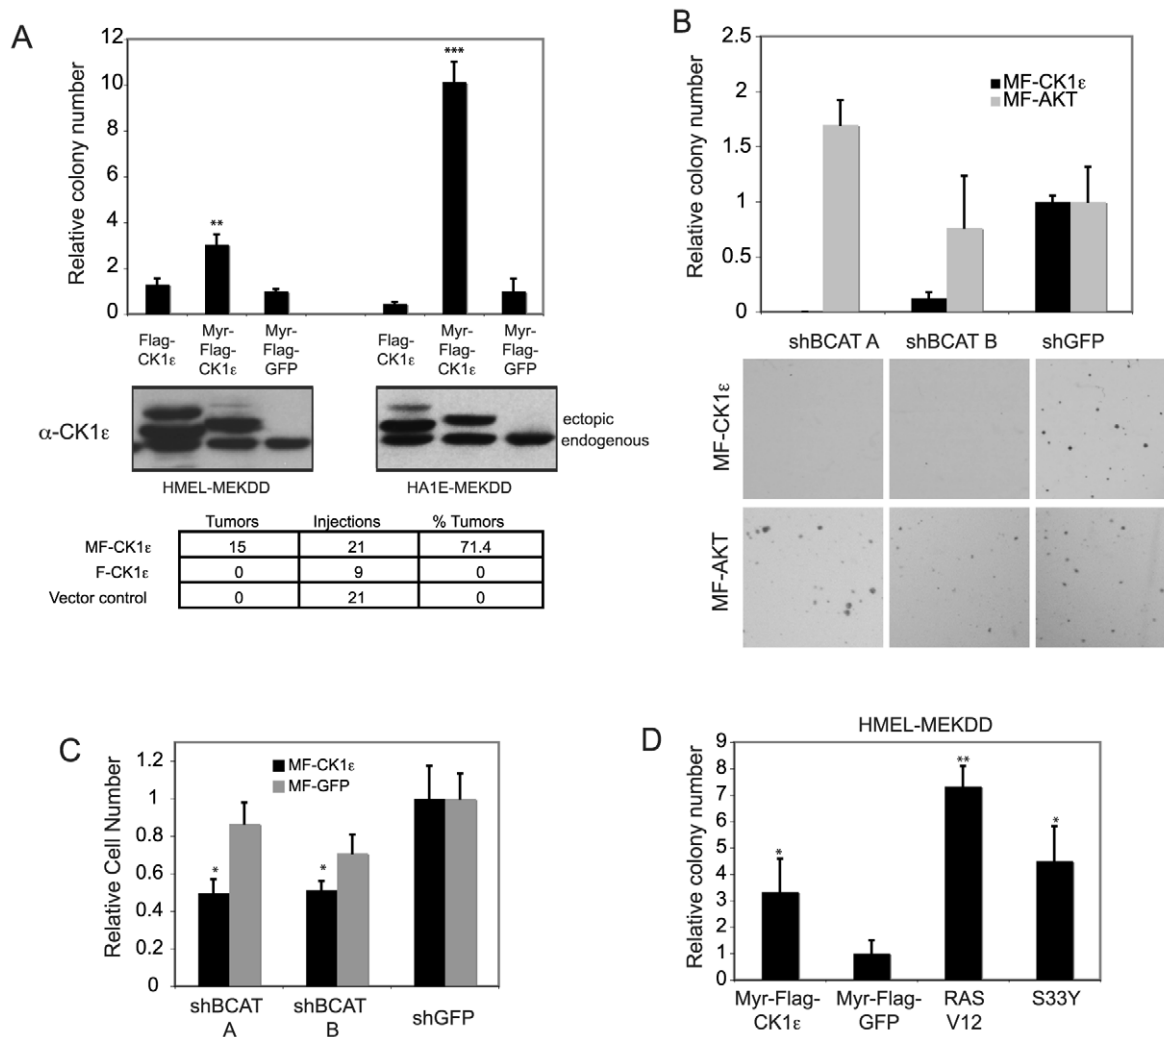 A
12
10
8
6
4
2
0
Relative colony number
**
***
Flag-
CK1ε
Myr-
Flag-
CK1ε
Myr-
Flag-
GFP
Flag-
CK1ε
Myr-
Flag-
CK1ε
Myr-
Flag-
GFP
α-CK1ε
ectopic
endogenous
HMEL-MEKDD
HA1E-MEKDD
Tumors Injections % Tumors
MF-CK1ε 15 21 71.4
F-CK1ε 0 9 0
Vector control 0 21 0
B
2.5
2
1.5
1
0.5
0
Relative colony number
MF-CK1ε
MF-AKT
shBCAT A shBCAT B shGFP
MF-CK1ε
MF-AKT
C
1.2
1
0.8
0.6
0.4
0.2
0
Relative Cell Number
MF-CK1ε
MF-GFP
*
*
shBCAT
A
shBCAT
B
shGFP
D
HMEL-MEKDD
9
8
7
6
5
4
3
2
1
0
Relative colony number
*
**
*
Myr-Flag-
CK1ε
Myr-Flag-
GFP
RAS
V12
S33Y